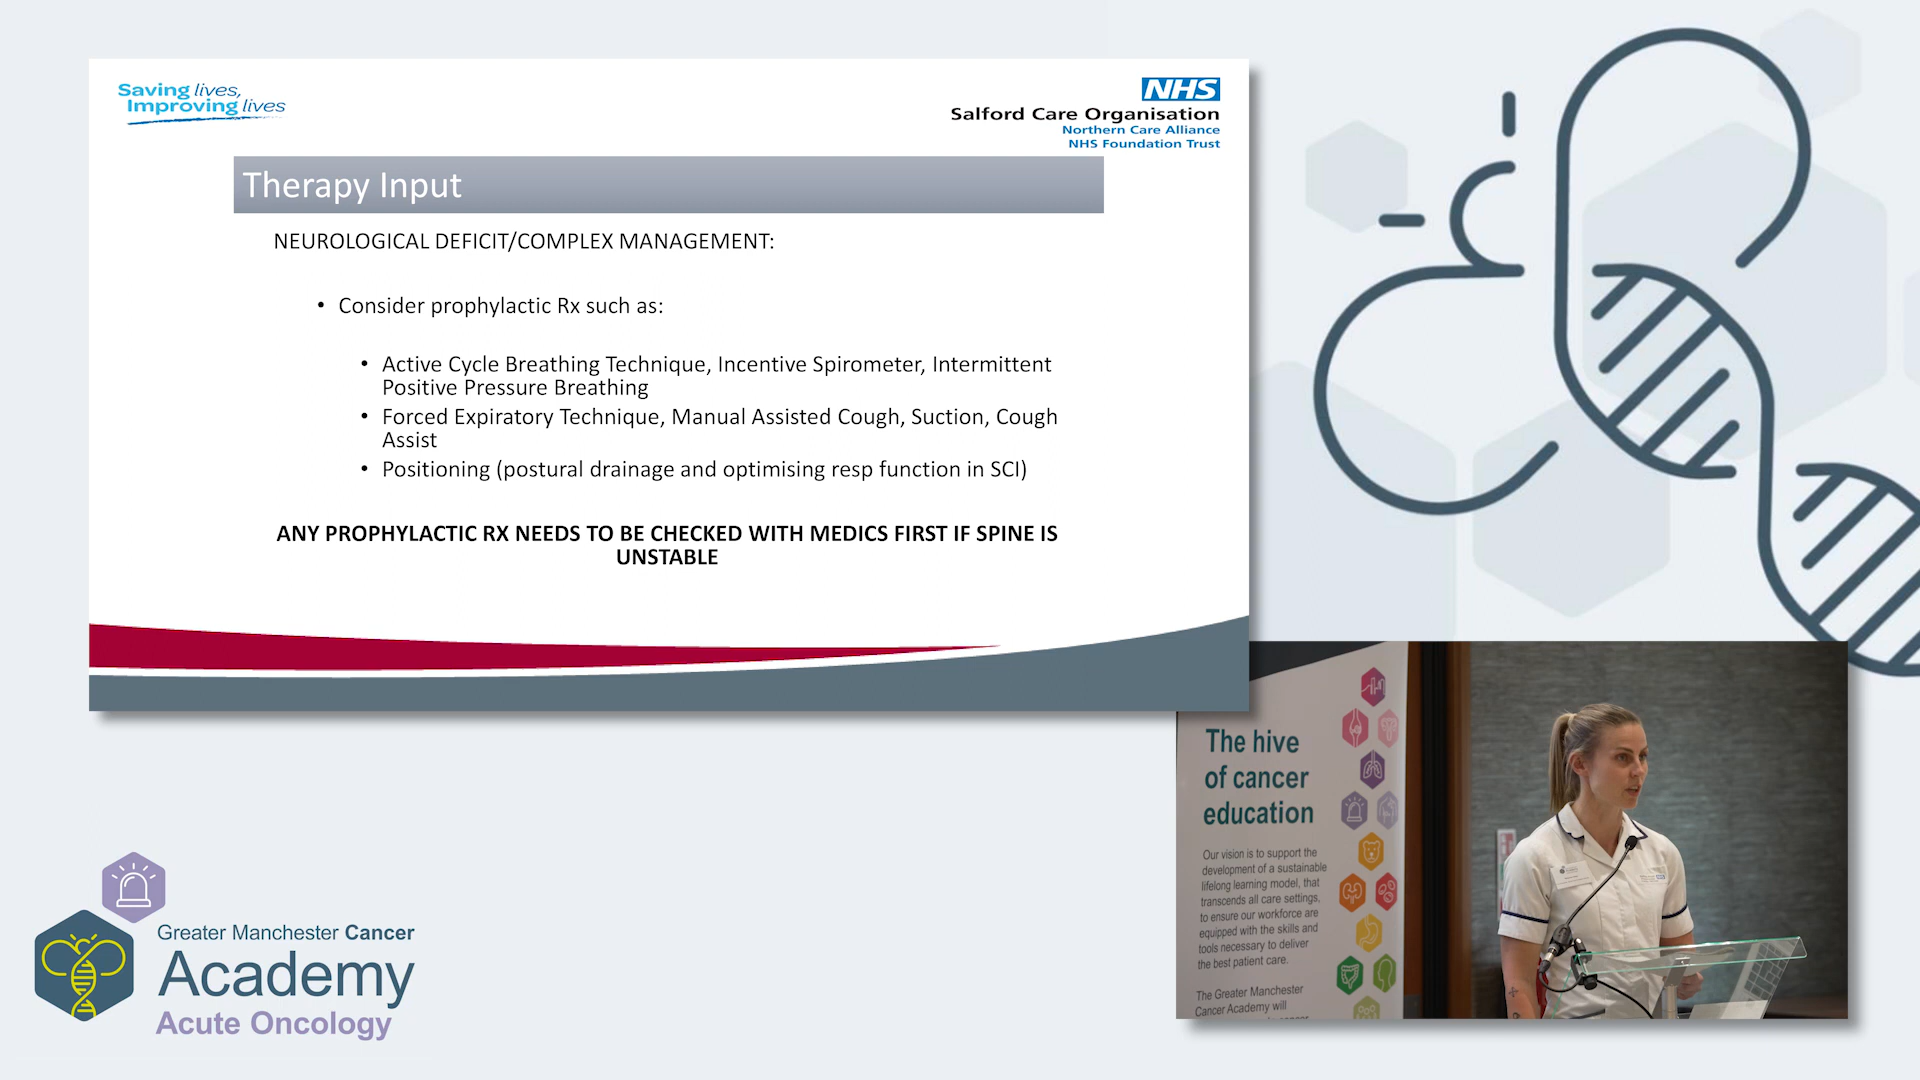 Saving lives,
Improving lives
NHS
Salford Care Organisation
Northern Care Alliance
NHS Foundation Trust
Therapy Input
NEUROLOGICAL DEFICIT/COMPLEX MANAGEMENT:
• Consider prophylactic Rx such as:
• Active Cycle Breathing Technique, Incentive Spirometer, Intermittent
Positive Pressure Breathing
• Forced Expiratory Technique, Manual Assisted Cough, Suction, Cough
Assist
• Positioning (postural drainage and optimising resp function in SCI)
ANY PROPHYLACTIC RX NEEDS TO BE CHECKED WITH MEDICS FIRST IF SPINE IS
UNSTABLE
The hive
of cancer
education
Our vision is to support the
development of a sustainable
lifelong learning model, that
transcends all care settings,
to ensure our workforce are
equipped with the skills and
tools necessary to deliver
the best patient care.
The Greater Manchester
Cancer Academy will
Greater Manchester Cancer
Academy
Acute Oncology